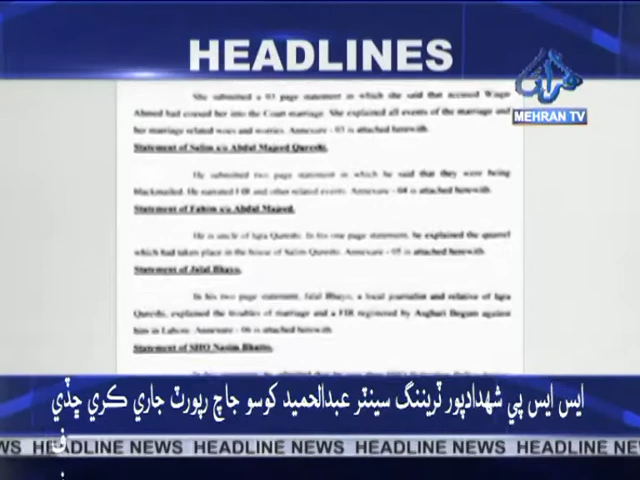 HEADLINES
MEHRAN TV
She submitted a 03 page statement in which she said that accused Waqar
Ahmed had coaxed her into the Court marriage. She explained all events of the marriage and
her marriage related woes and worries. Annexure - 03 is attached herewith.
Statement of Salim s/o Abdul Majeed Qureshi.
He submitted two page statement in which he said that they were being
blackmailed. He narrated FIR and other related events. Annexure - 04 is attached herewith.
Statement of Fahim s/o Abdul Majeed.
He is uncle of Iqra Qureshi. In his one page statement, he explained the quarrel
which had taken place in the house of Salim Qureshi. Annexure - 05 is attached herewith.
Statement of Jalal Bhayo.
In his two page statement, Jalal Bhayo, a local journalist and relative of Iqra
Qureshi, explained the troubles of marriage and a FIR registered by Asghari Begum against
him in Lahore. Annexure - 06 is attached herewith.
Statement of SHO Nasim Bhatto.
ايس ايس پي شهدادپور ٽريننگ سينٽر عبدالحميد کوسو جاچ رپورٽ جاري ڪري ڇڏي
NEWS HEADLINE NEWS HEADLINE NEWS HEADLINE NEWS HEADLINE NEWS